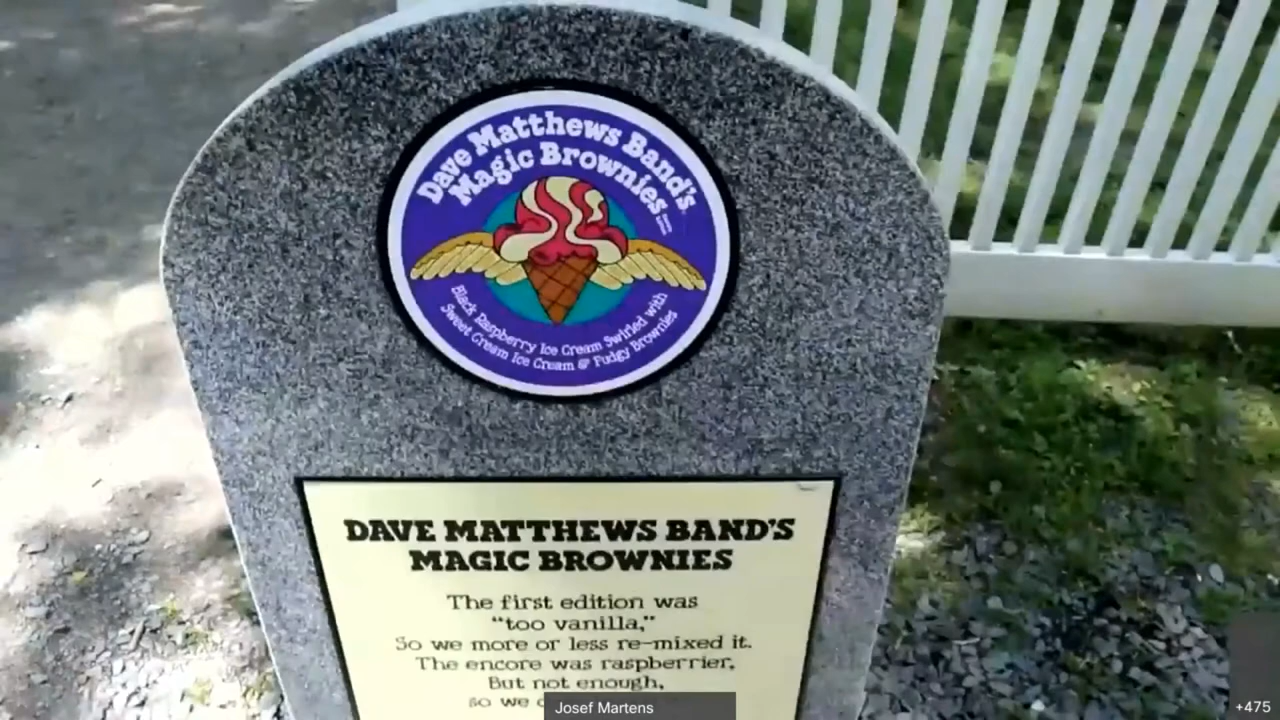 Dave Matthews Band's
Magic Brownies
Black Raspberry Ice Cream Swirled with
Sweet Cream Ice Cream & Fudgy Brownies
DAVE MATTHEWS BAND'S
MAGIC BROWNIES
The first edition was
"too vanilla,"
So we more or less re-mixed it.
The encore was raspberrier,
But not enough,
so we
Josef Martens
+475